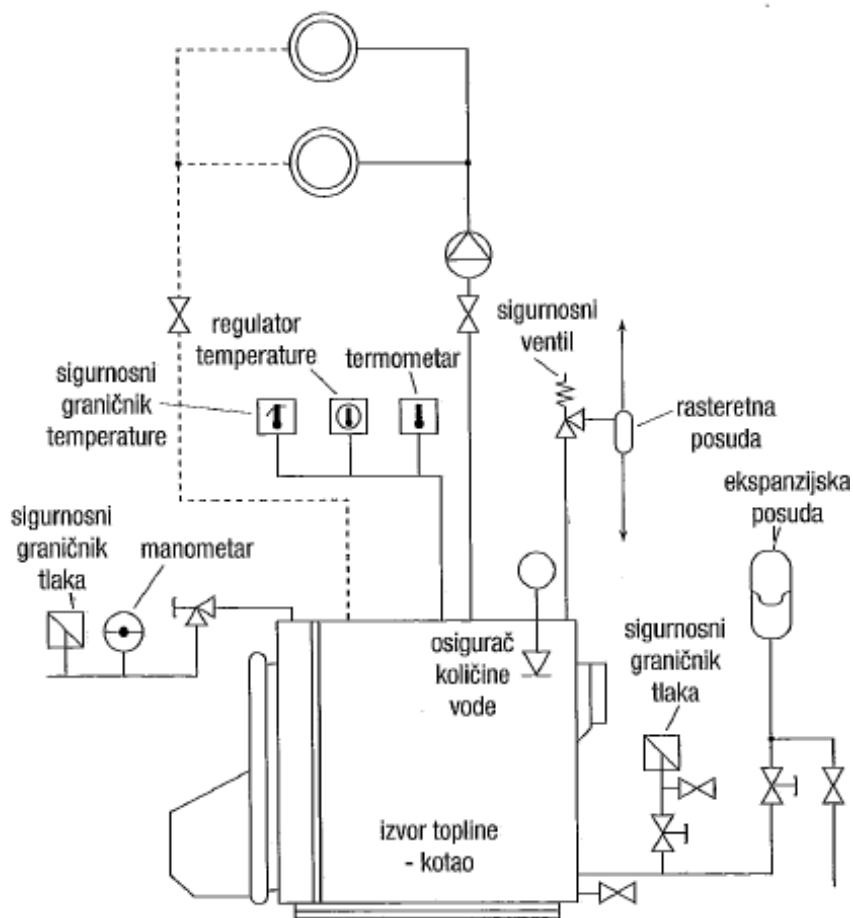 sigurnosni
ventil
regulator
temperature
termometar
sigurnosni
graničnik
temperature
rasteretna
posuda
ekspanzijska
posuda
sigurnosni
graničnik
tlaka
manometar
osigurač
količine
vode
sigurnosni
graničnik
tlaka
izvor topline
- kotao